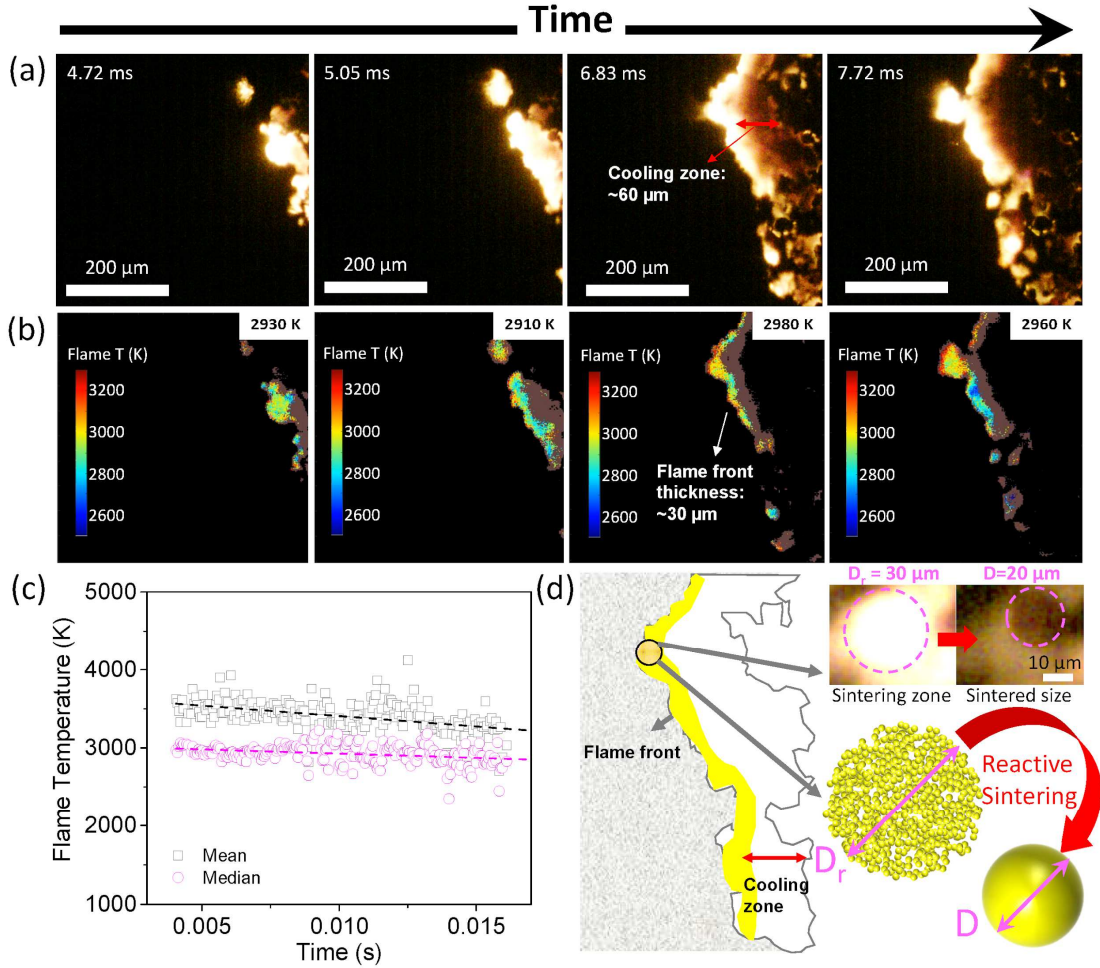 Time
(a)
4.72 ms
5.05 ms
6.83 ms
7.72 ms
Cooling zone:
~60 µm
200 µm
200 µm
200 µm
200 µm
(b)
2930 K
2910 K
2980 K
2960 K
Flame T (K)
3200
3000
2800
2600
Flame T (K)
3200
3000
2800
2600
Flame T (K)
3200
3000
2800
2600
Flame front
thickness:
~30 µm
Flame T (K)
3200
3000
2800
2600
(c)
Flame Temperature (K)
5000
4000
3000
2000
1000
Mean
Median
0.005
0.010
0.015
Time (s)
(d)
Dr = 30 µm
D=20 µm
10 µm
Sintering zone
Sintered size
Flame front
Reactive
Sintering
Dr
Cooling
zone
D